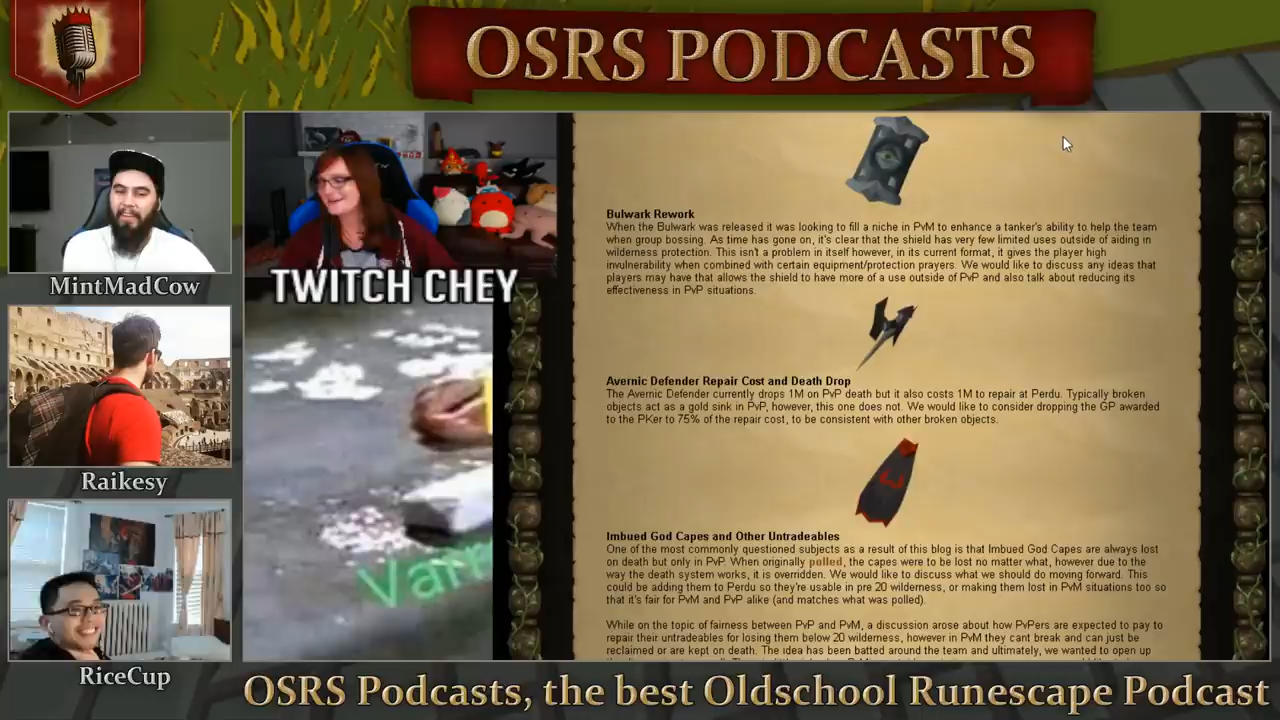 OSRS PODCASTS
MintMadCow
Raikesy
RiceCup
TWITCH CHEY
Bulwark Rework
When the Bulwark was released it was looking to fill a niche in PvM to enhance a tanker's ability to help the team
when group bossing. As time has gone on, it's clear that the shield has very few limited uses outside of aiding in
wilderness protection. This isn't a problem in itself however, in its current format, it gives the player high
invulnerability when combined with certain equipment/protection prayers. We would like to discuss any ideas that
players may have that allows the shield to have more of a use outside of PvP and also talk about reducing its
effectiveness in PvP situations.
Avernic Defender Repair Cost and Death Drop
The Avernic Defender currently drops 1M on PvP death but it also costs 1M to repair at Perdu. Typically broken
objects act as a gold sink in PvP, however, this one does not. We would like to consider dropping the GP awarded
to the PKer to 75% of the repair cost, to be consistent with other broken objects.
Imbued God Capes and Other Untradeables
One of the most commonly questioned subjects as a result of this blog is that Imbued God Capes are always lost
on death but only in PvP. When originally polled, the capes were to be lost no matter what, however due to the
way the death system works, it is overridden. We would like to discuss what we should do moving forward. This
could be adding them to Perdu so they're usable in pre 20 wilderness, or making them lost in PvM situations too so
that it's fair for PvM and PvP alike (and matches what was polled).
While on the topic of fairness between PvP and PvM, a discussion arose about how PvPers are expected to pay to
repair their untradeables for losing them below 20 wilderness, however in PvM they cant break and can just be
reclaimed or are kept on death. The idea has been batted around the team and ultimately, we wanted to open up
OSRS Podcasts, the best Oldschool Runescape Podcast